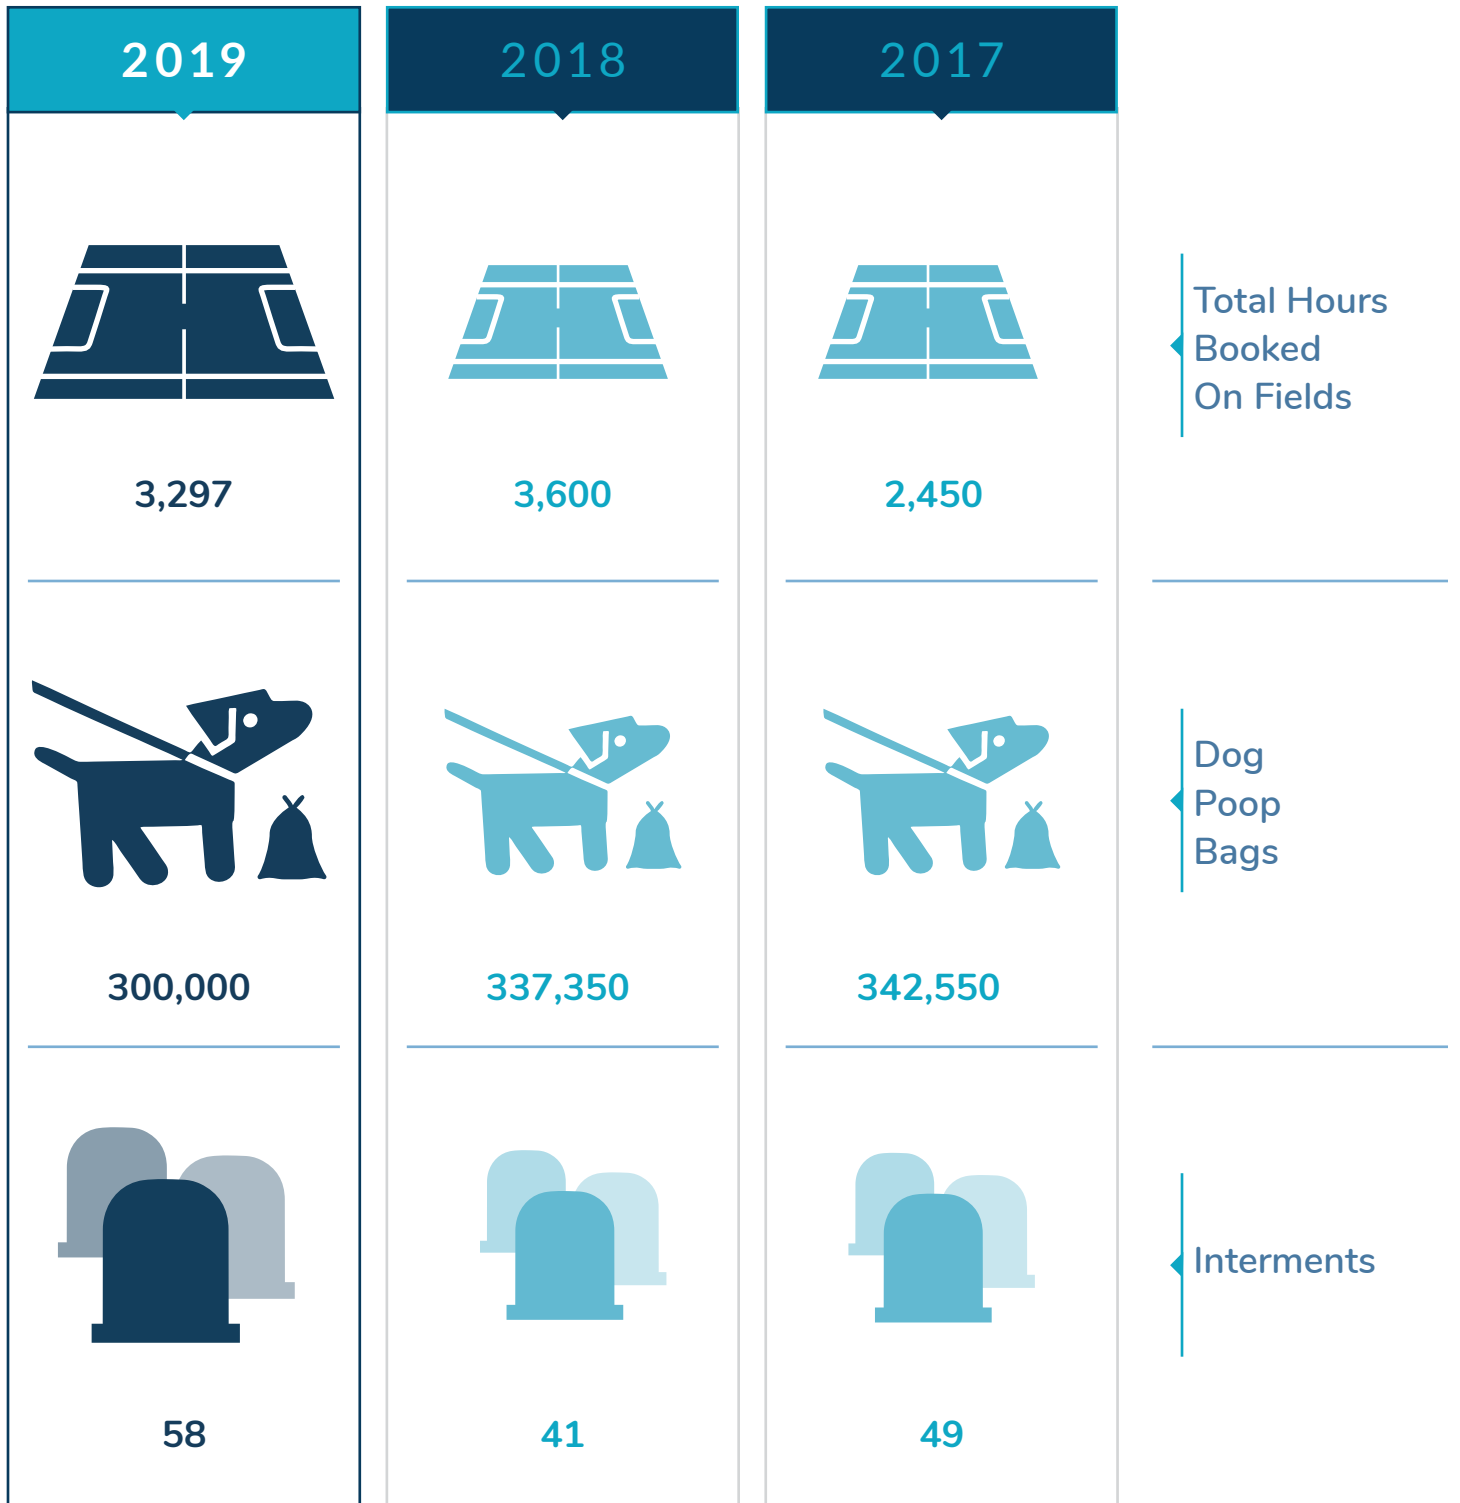 2019
2018
2017
Total Hours
Booked
On Fields
3,297
3,600
2,450
Dog
Poop
Bags
300,000
337,350
342,550
Interments
58
41
49